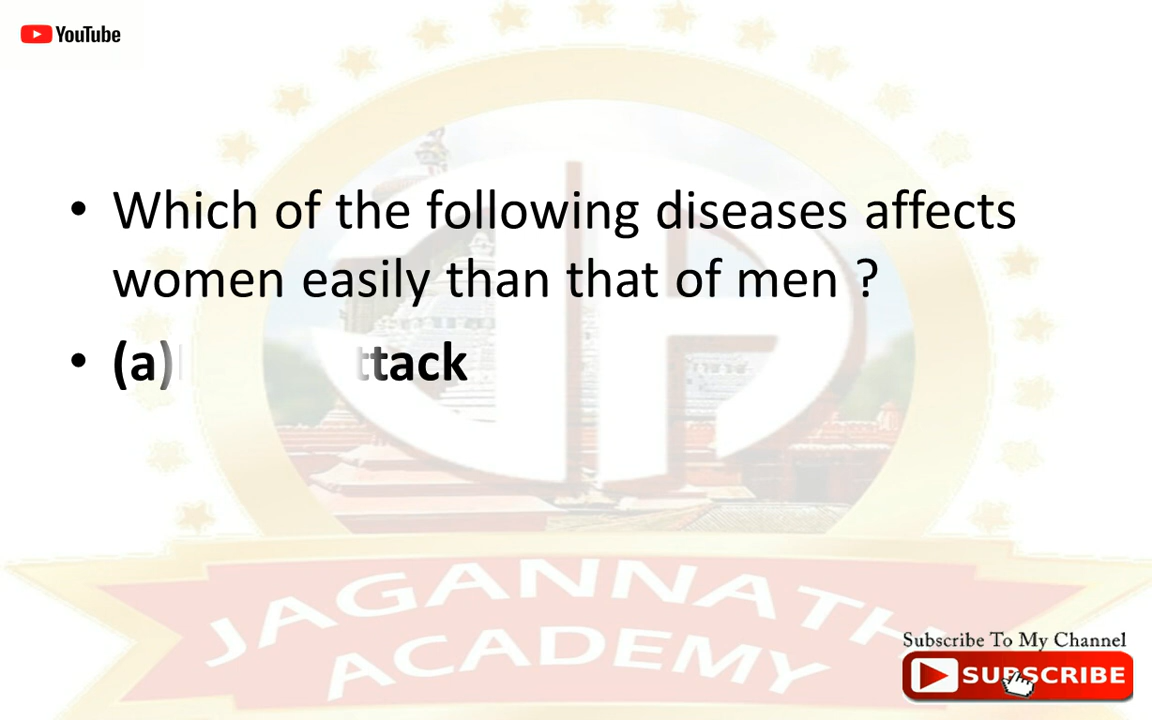 YouTube
• Which of the following diseases affects
women easily than that of men ?
• (a) ttack
JAGANNATH
ACADEMY
Subscribe To My Channel
SUBSCRIBE